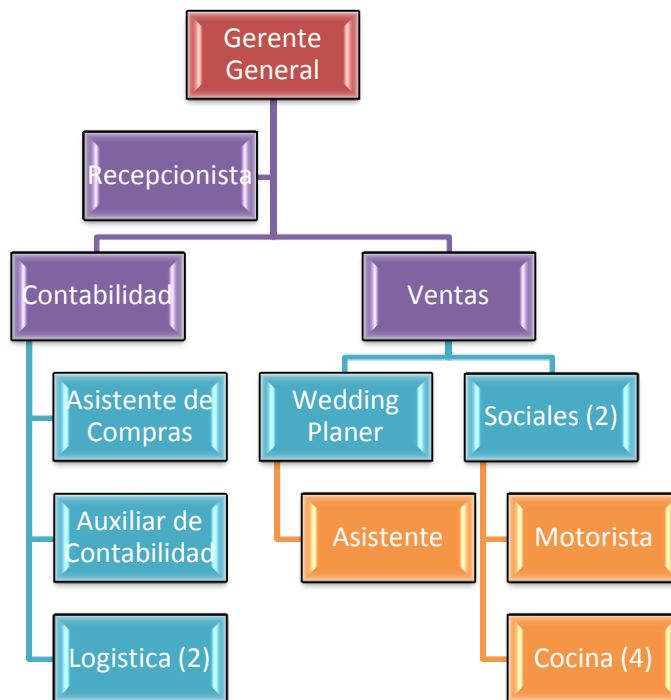 Gerente
General
Recepcionista
Contabilidad
Ventas
Asistente de
Compras
Wedding
Planer
Sociales (2)
Auxiliar de
Contabilidad
Asistente
Motorista
Logistica (2)
Cocina (4)